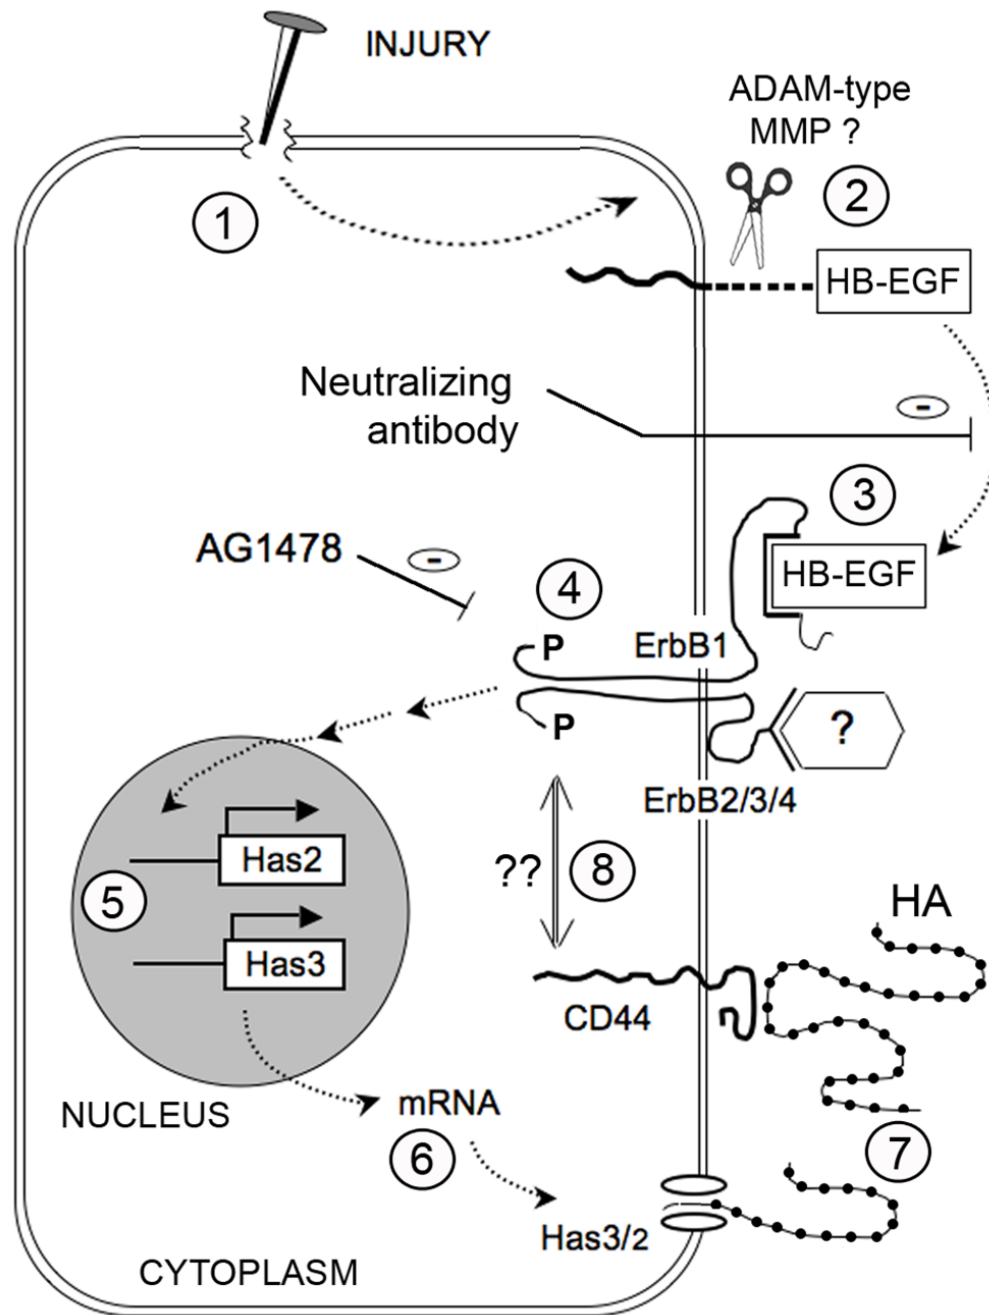 INJURY
ADAM-type
MMP ?
1
2
HB-EGF
Neutralizing
antibody
-
3
AG1478
-
HB-EGF
4
P
ErbB1
P
?
ErbB2/3/4
Has2
5
??
8
Has3
HA
CD44
NUCLEUS
mRNA
6
7
Has3/2
CYTOPLASM